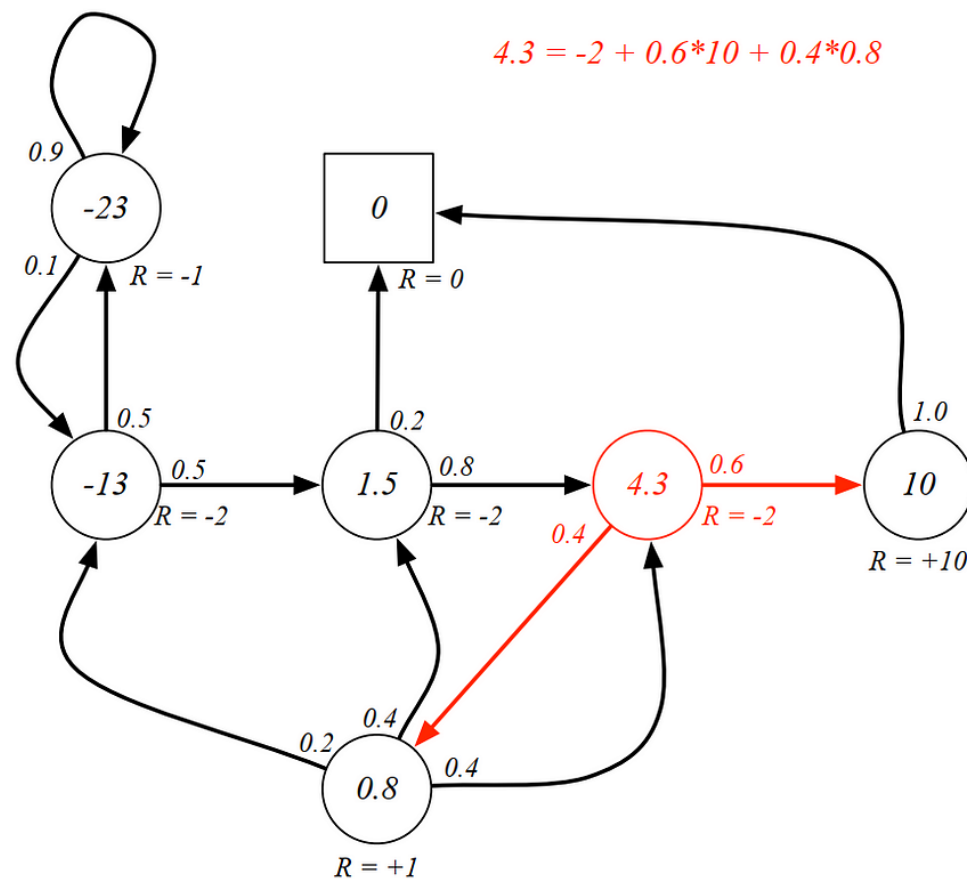 4.3 = -2 + 0.6*10 + 0.4*0.8
0.9
-23
0
0.1
R = -1
R = 0
0.5
0.2
1.0
-13
0.5
1.5
0.8
4.3
0.6
10
R = -2
R = -2
R = -2
0.4
R = +10
0.4
0.2
0.4
0.8
R = +1